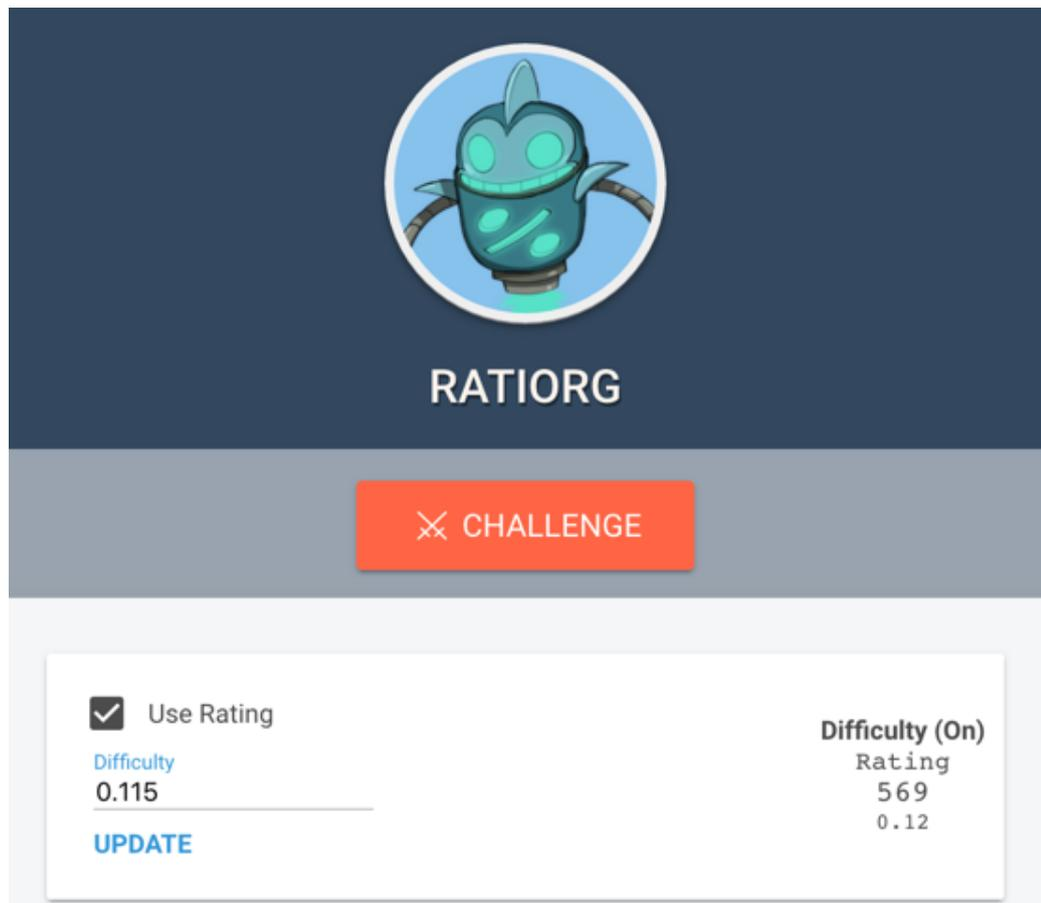 RATIORG
CHALLENGE
Use Rating
Difficulty
0.115
UPDATE
Difficulty (On)
Rating
569
0.12